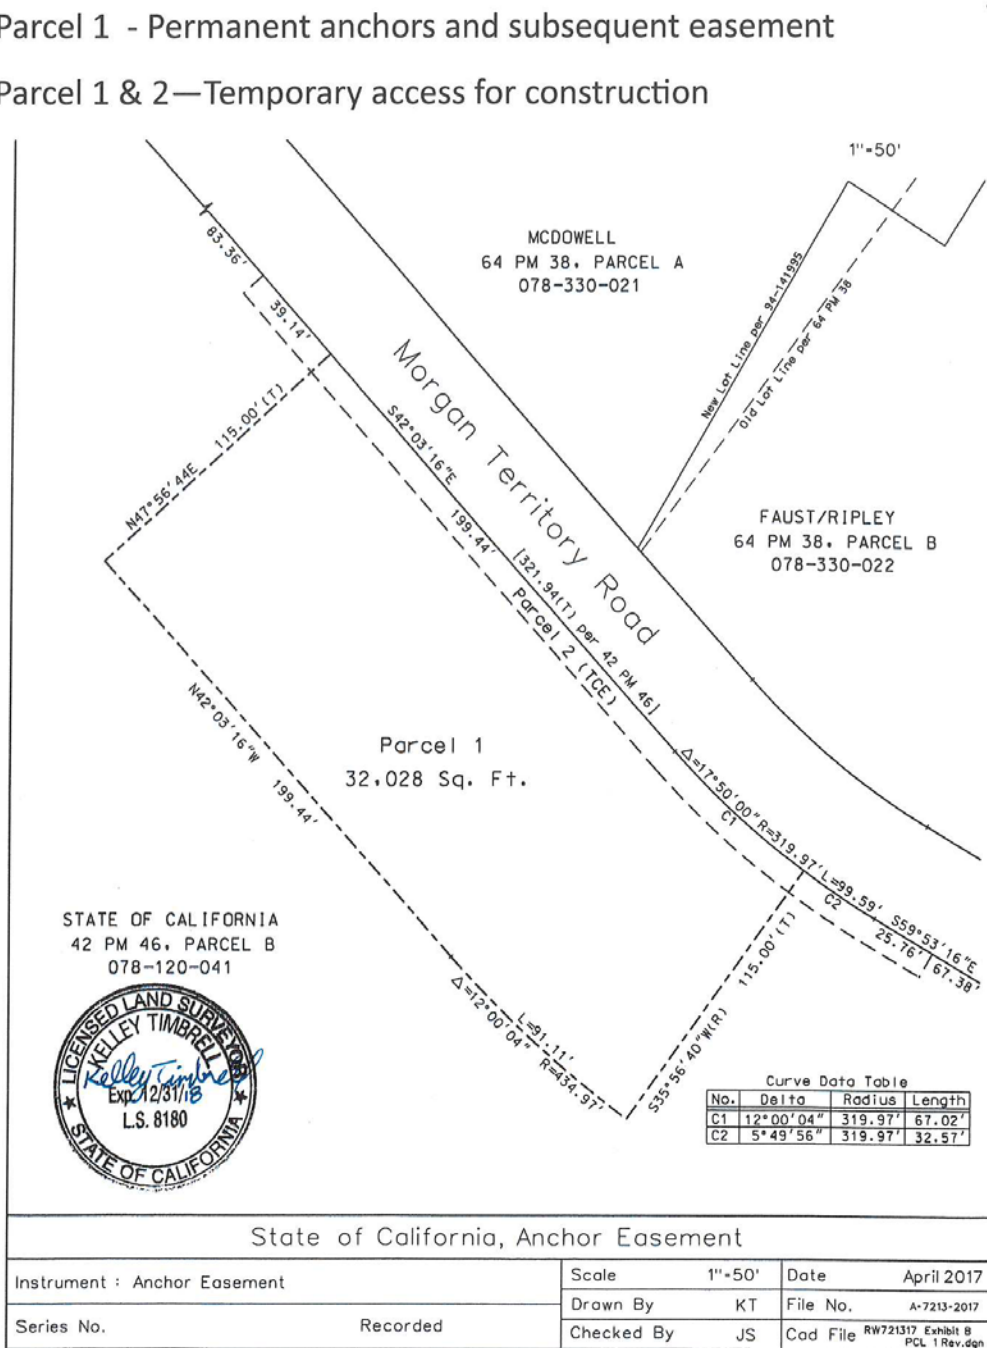 Parcel 1 - Permanent anchors and subsequent easement
Parcel 1 & 2—Temporary access for construction
1"=50'
MCDOWELL
64 PM 38, PARCEL A
078-330-021
83.36'
39.14'
Morgan Territory Road
New Lot Line per 94-141995
Old Lot Line per 64 PM 38
N47°56'44E 115.00'(T)
S42°03'16"E 199.44' [321.94(T) per 42 PM 46]
FAUST/RIPLEY
64 PM 38, PARCEL B
078-330-022
Parcel 2 (TCE)
N42°03'16"W 199.44'
Parcel 1
32,028 Sq. Ft.
Δ=17°50'00" R=319.97' L=99.59' S59°53'16"E
C1
C2
25.76'
67.38'
STATE OF CALIFORNIA
42 PM 46, PARCEL B
078-120-041
Δ=12°00'04" R=434.97'
L=91.11'
S35°56'40"W(R) 115.00'(T)
LICENSED LAND SURVEYOR
KELLEY TIMBRELL
Kelley Timbrell
Exp. 12/31/18
L.S. 8180
STATE OF CALIFORNIA
Curve Data Table
No. Delta Radius Length
C1 12°00'04" 319.97' 67.02'
C2 5°49'56" 319.97' 32.57'
State of California, Anchor Easement
Instrument : Anchor Easement
Scale 1"=50' Date April 2017
Drawn By KT File No. A-7213-2017
Series No. Recorded
Checked By JS Cad File RW721317 Exhibit B
PCL 1 Rev.dgn